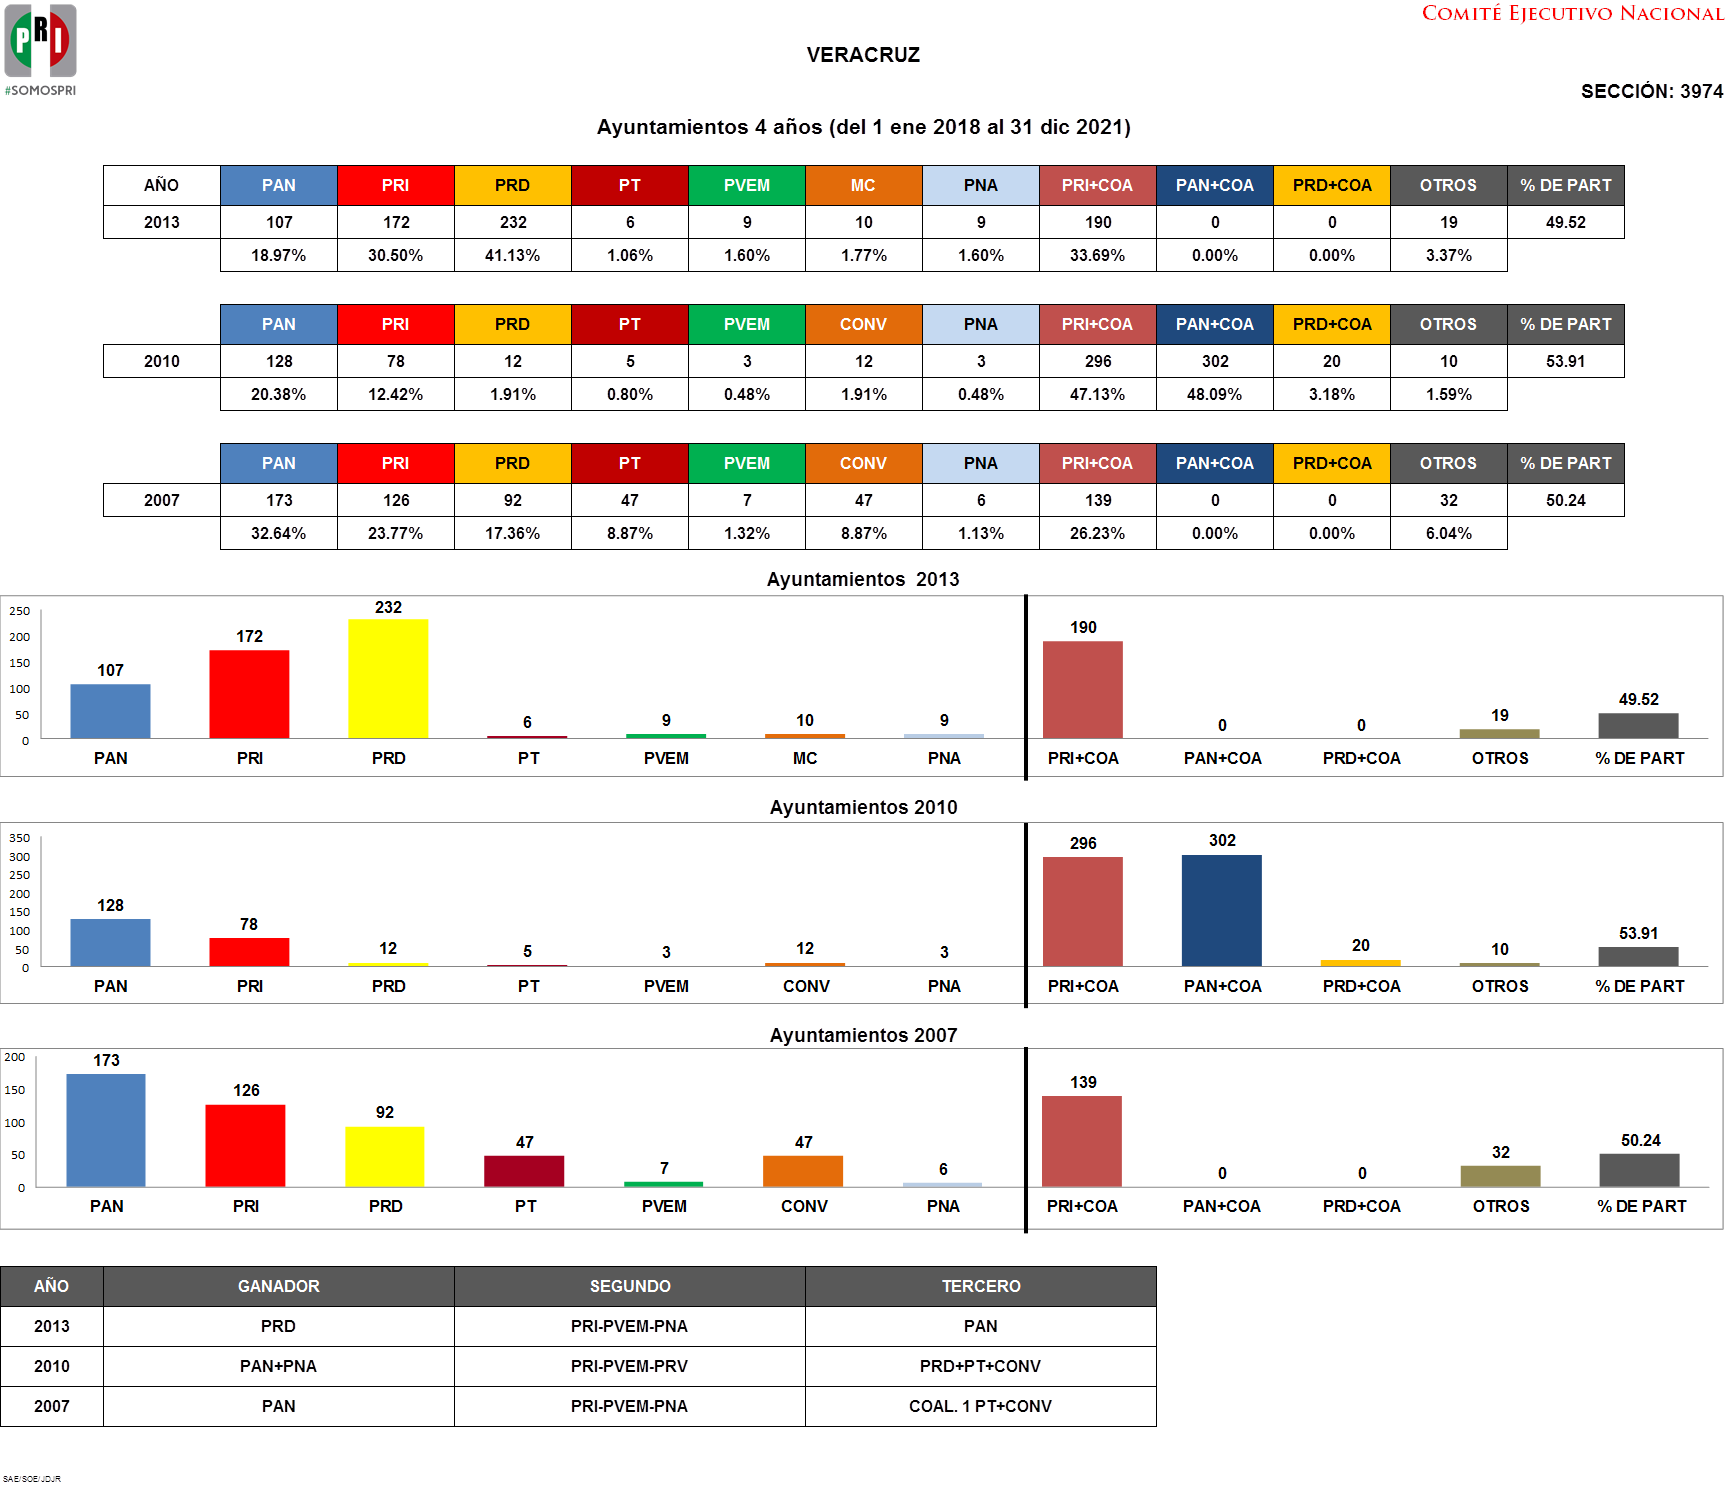 COMITÉ EJECUTIVO NACIONAL
PRI
#SOMOSPRI
VERACRUZ
SECCIÓN: 3974
Ayuntamientos 4 años (del 1 ene 2018 al 31 dic 2021)
AÑO PAN PRI PRD PT PVEM MC PNA PRI+COA PAN+COA PRD+COA OTROS % DE PART
2013 107 172 232 6 9 10 9 190 0 0 19 49.52
18.97% 30.50% 41.13% 1.06% 1.60% 1.77% 1.60% 33.69% 0.00% 0.00% 3.37%
PAN PRI PRD PT PVEM CONV PNA PRI+COA PAN+COA PRD+COA OTROS % DE PART
2010 128 78 12 5 3 12 3 296 302 20 10 53.91
20.38% 12.42% 1.91% 0.80% 0.48% 1.91% 0.48% 47.13% 48.09% 3.18% 1.59%
PAN PRI PRD PT PVEM CONV PNA PRI+COA PAN+COA PRD+COA OTROS % DE PART
2007 173 126 92 47 7 47 6 139 0 0 32 50.24
32.64% 23.77% 17.36% 8.87% 1.32% 8.87% 1.13% 26.23% 0.00% 0.00% 6.04%
Ayuntamientos 2013
250
200
150
100
50
0
107 172 232 6 9 10 9 190 0 0 19 49.52
PAN PRI PRD PT PVEM MC PNA PRI+COA PAN+COA PRD+COA OTROS % DE PART
Ayuntamientos 2010
350
300
250
200
150
100
50
0
128 78 12 5 3 12 3 296 302 20 10 53.91
PAN PRI PRD PT PVEM CONV PNA PRI+COA PAN+COA PRD+COA OTROS % DE PART
Ayuntamientos 2007
200
150
100
50
0
173 126 92 47 7 47 6 139 0 0 32 50.24
PAN PRI PRD PT PVEM CONV PNA PRI+COA PAN+COA PRD+COA OTROS % DE PART
AÑO GANADOR SEGUNDO TERCERO
2013 PRD PRI-PVEM-PNA PAN
2010 PAN+PNA PRI-PVEM-PRV PRD+PT+CONV
2007 PAN PRI-PVEM-PNA COAL. 1 PT+CONV
SAE/SOE/JDJR